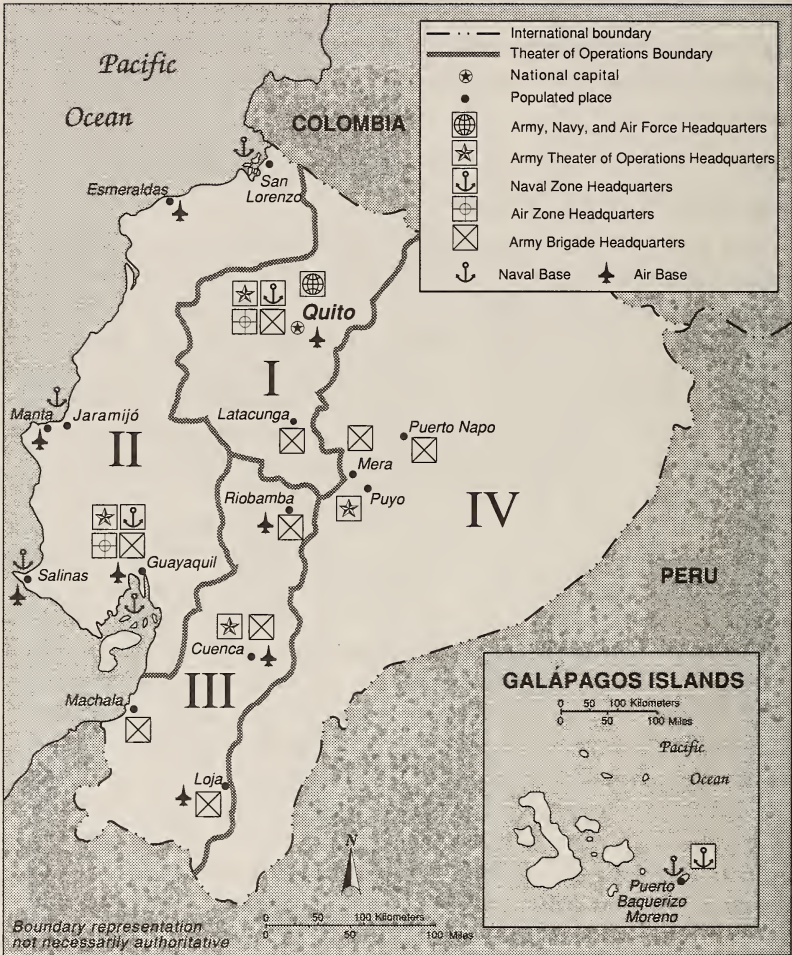 Pacific
Ocean
COLOMBIA
International boundary
Theater of Operations Boundary
National capital
Populated place
Army, Navy, and Air Force Headquarters
Army Theater of Operations Headquarters
Naval Zone Headquarters
Air Zone Headquarters
Army Brigade Headquarters
Naval Base
Air Base
San
Lorenzo
Esmeraldas
Quito
I
Latacunga
Manta
Jaramijó
II
Puerto Napo
Mera
Puyo
Riobamba
IV
Guayaquil
Salinas
PERU
Cuenca
III
Machala
Loja
GALÁPAGOS ISLANDS
0 50 100 Kilometers
0 50 100 Miles
Pacific
Ocean
Puerto
Baquerizo
Moreno
N
Boundary representation
not necessarily authoritative
0 50 100 Kilometers
0 50 100 Miles